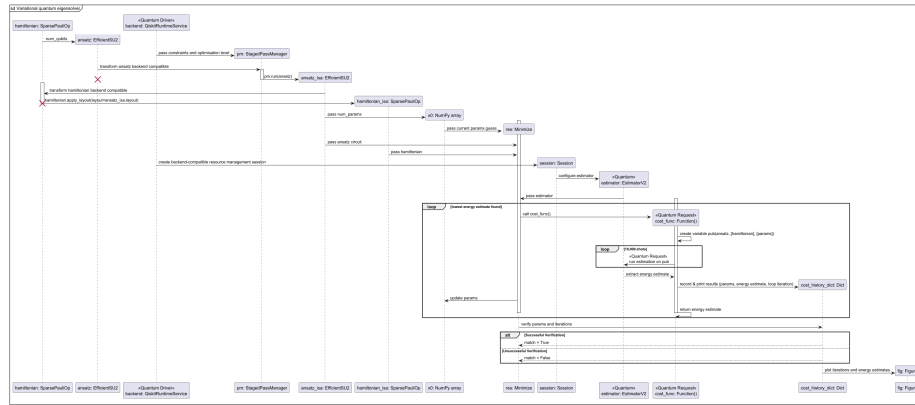 sd Variational quantum eigensolver
hamiltonian: SparsePauliOp
num_qubits
ansatz: EfficientSU2
«Quantum Driver»
backend: QiskitRuntimeService
pass constraints and optimisation level
pm: StagedPassManager
transform ansatz backend compatible
pm.run(ansatz)
ansatz_isa: EfficientSU2
transform hamiltonian backend compatible
hamiltonian.apply_layout(layout=ansatz_isa.layout)
hamiltonian_isa: SparsePauliOp
pass num_params
x0: NumPy array
pass current params guess
res: Minimize
pass ansatz circuit
pass hamiltonian
create backend-compatible resource management session
session: Session
configure estimator
«Quantum»
estimator: EstimatorV2
pass estimator
loop
[lowest energy estimate found]
call cost_func()
«Quantum Request»
cost_func: Function()
create variable pub(ansatz, [hamiltonian], [params])
loop
[10,000 shots]
«Quantum Request»
run estimation on pub
extract energy estimate
record & print results (params, energy estimate, loop iteration)
cost_history_dict: Dict
update params
return energy estimate
verify params and iterations
alt
[Successful Verification]
match = True
[Unsuccessful Verification]
match = False
plot iterations and energy estimates
fig: Figur
hamiltonian: SparsePauliOp
ansatz: EfficientSU2
«Quantum Driver»
backend: QiskitRuntimeService
pm: StagedPassManager
ansatz_isa: EfficientSU2
hamiltonian_isa: SparsePauliOp
x0: NumPy array
res: Minimize
session: Session
«Quantum»
estimator: EstimatorV2
«Quantum Request»
cost_func: Function()
cost_history_dict: Dict
fig: Figur